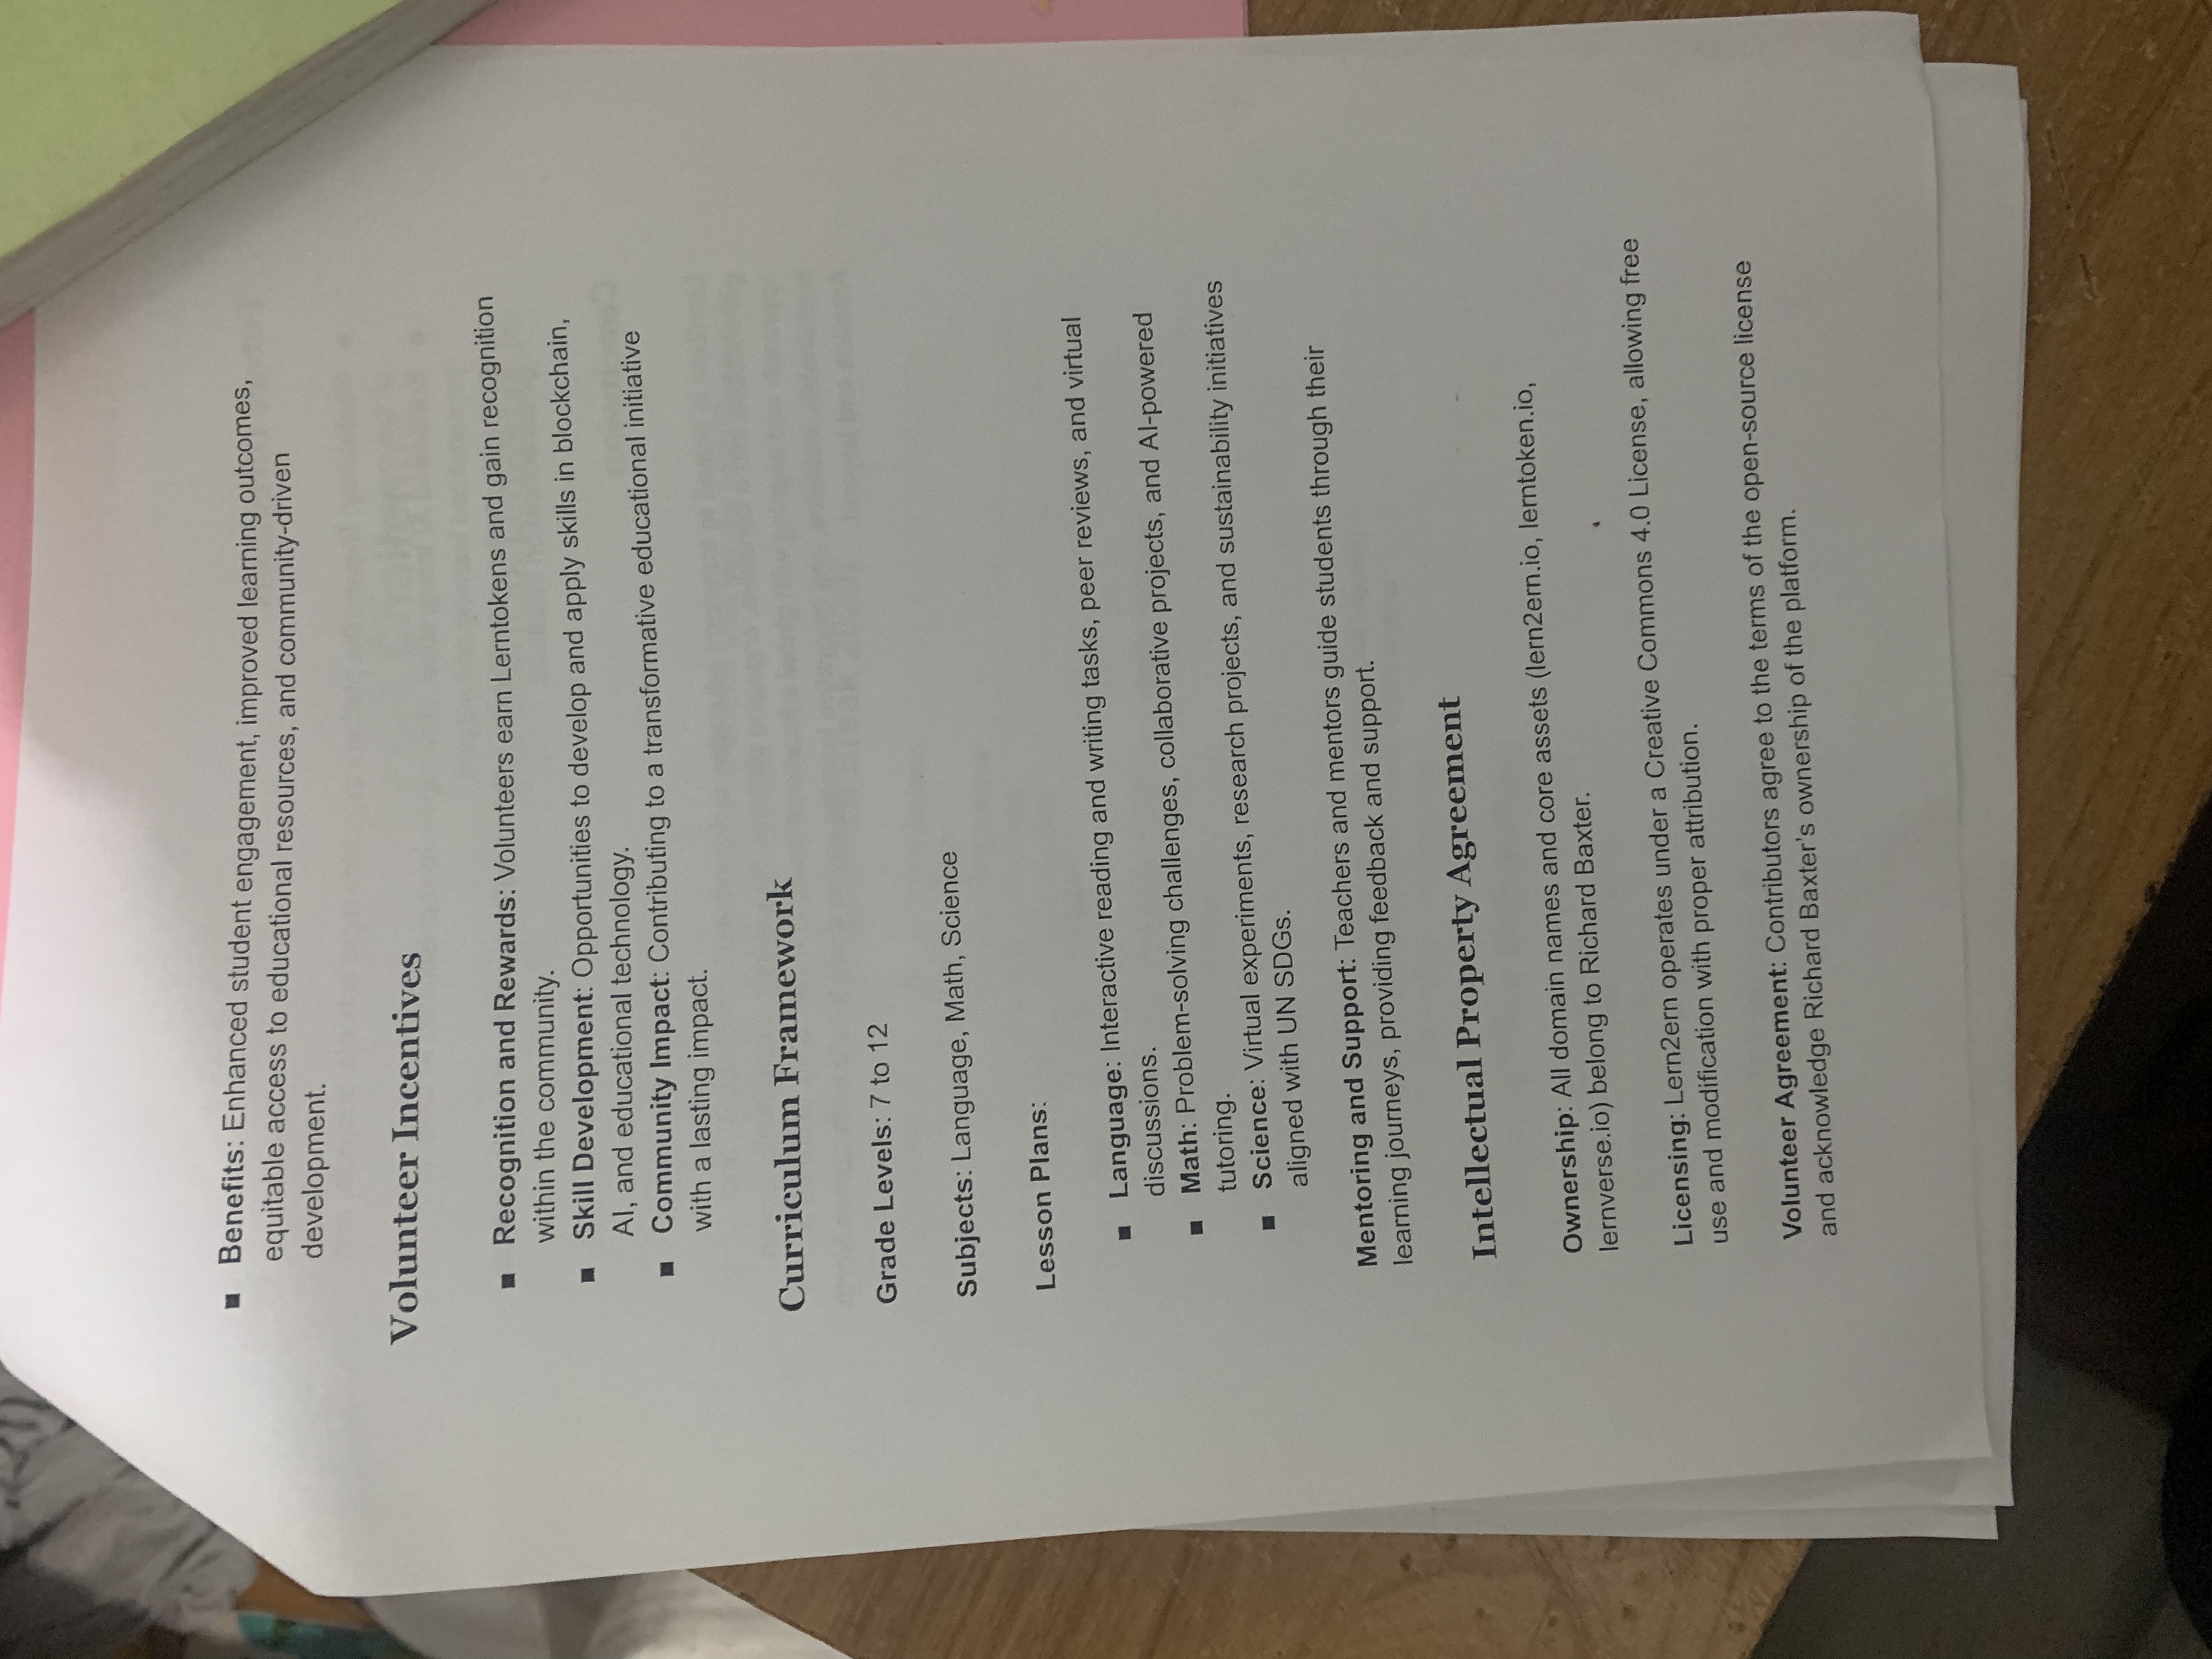 ▪ Benefits: Enhanced student engagement, improved learning outcomes,
equitable access to educational resources, and community-driven
development.
Volunteer Incentives
▪ Recognition and Rewards: Volunteers earn Lerntokens and gain recognition
within the community.
▪ Skill Development: Opportunities to develop and apply skills in blockchain,
AI, and educational technology.
▪ Community Impact: Contributing to a transformative educational initiative
with a lasting impact.
Curriculum Framework
Grade Levels: 7 to 12
Subjects: Language, Math, Science
Lesson Plans:
▪ Language: Interactive reading and writing tasks, peer reviews, and virtual
discussions.
▪ Math: Problem-solving challenges, collaborative projects, and AI-powered
tutoring.
▪ Science: Virtual experiments, research projects, and sustainability initiatives
aligned with UN SDGs.
Mentoring and Support: Teachers and mentors guide students through their
learning journeys, providing feedback and support.
Intellectual Property Agreement
Ownership: All domain names and core assets (lern2ern.io, lerntoken.io,
lernverse.io) belong to Richard Baxter.
Licensing: Lern2ern operates under a Creative Commons 4.0 License, allowing free
use and modification with proper attribution.
Volunteer Agreement: Contributors agree to the terms of the open-source license
and acknowledge Richard Baxter's ownership of the platform.